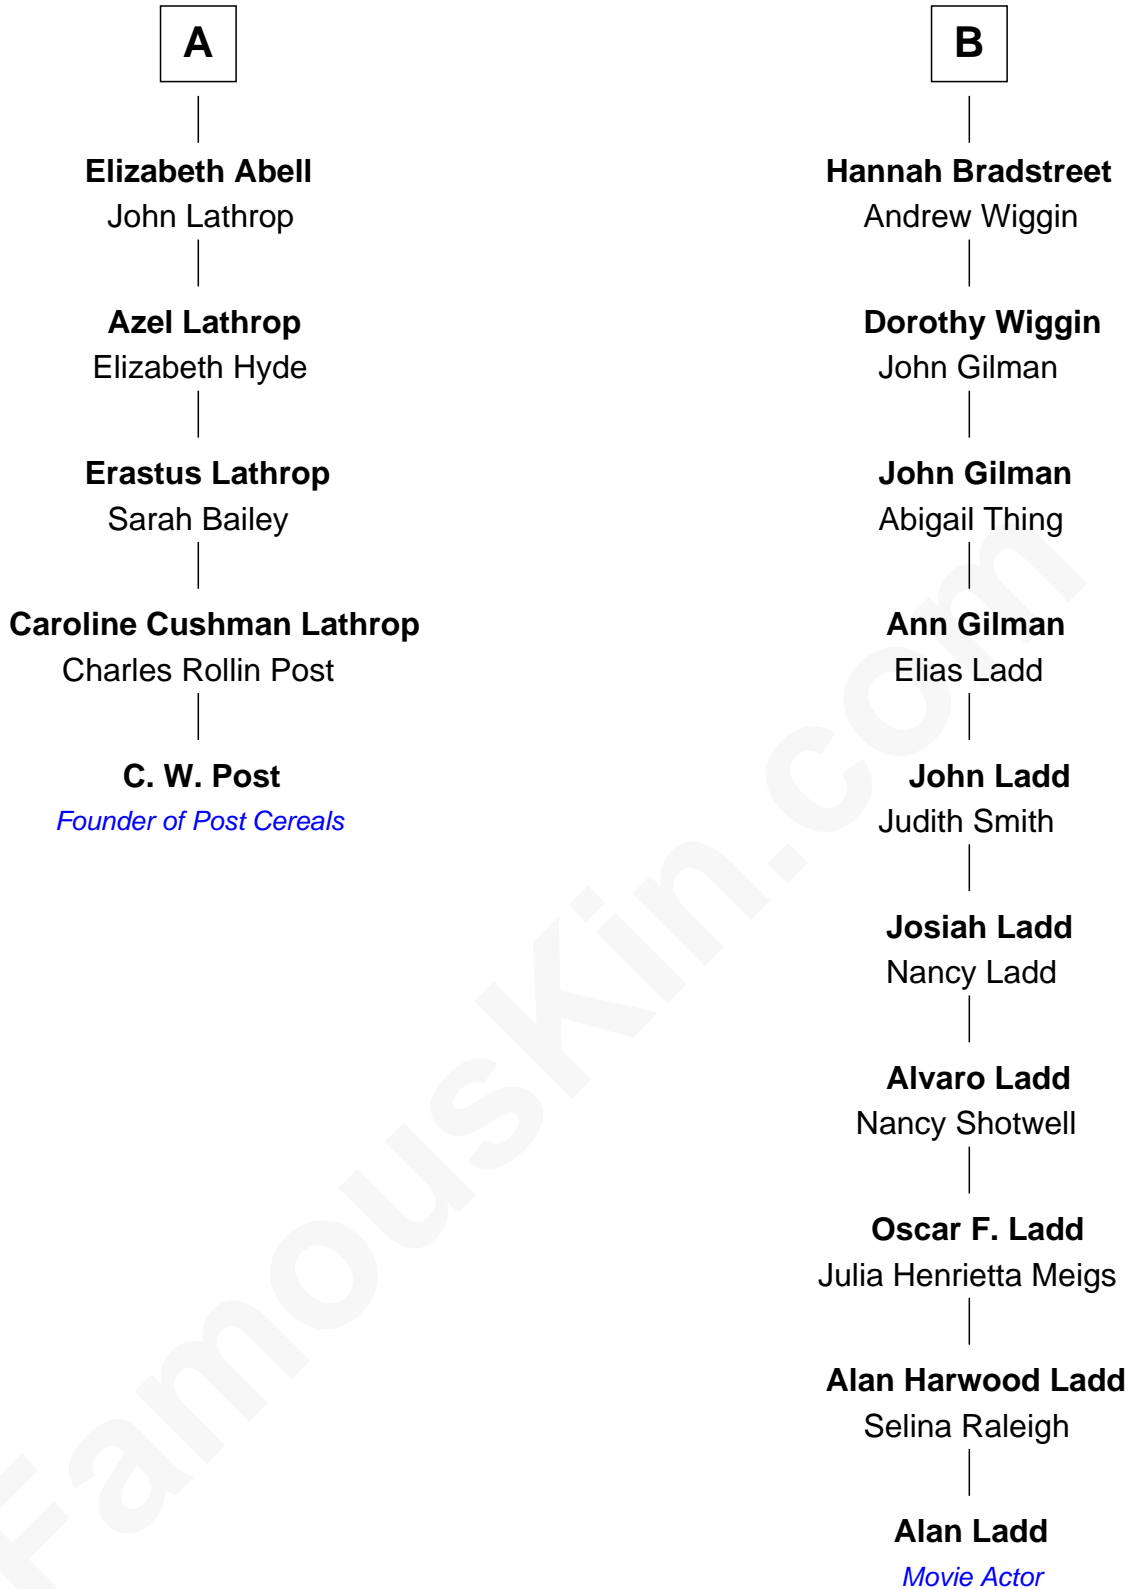 A
Elizabeth Abell
John Lathrop
Azel Lathrop
Elizabeth Hyde
Erastus Lathrop
Sarah Bailey
Caroline Cushman Lathrop
Charles Rollin Post
C. W. Post
Founder of Post Cereals
B
Hannah Bradstreet
Andrew Wiggin
Dorothy Wiggin
John Gilman
John Gilman
Abigail Thing
Ann Gilman
Elias Ladd
John Ladd
Judith Smith
Josiah Ladd
Nancy Ladd
Alvaro Ladd
Nancy Shotwell
Oscar F. Ladd
Julia Henrietta Meigs
Alan Harwood Ladd
Selina Raleigh
Alan Ladd
Movie Actor
FamousKin.com